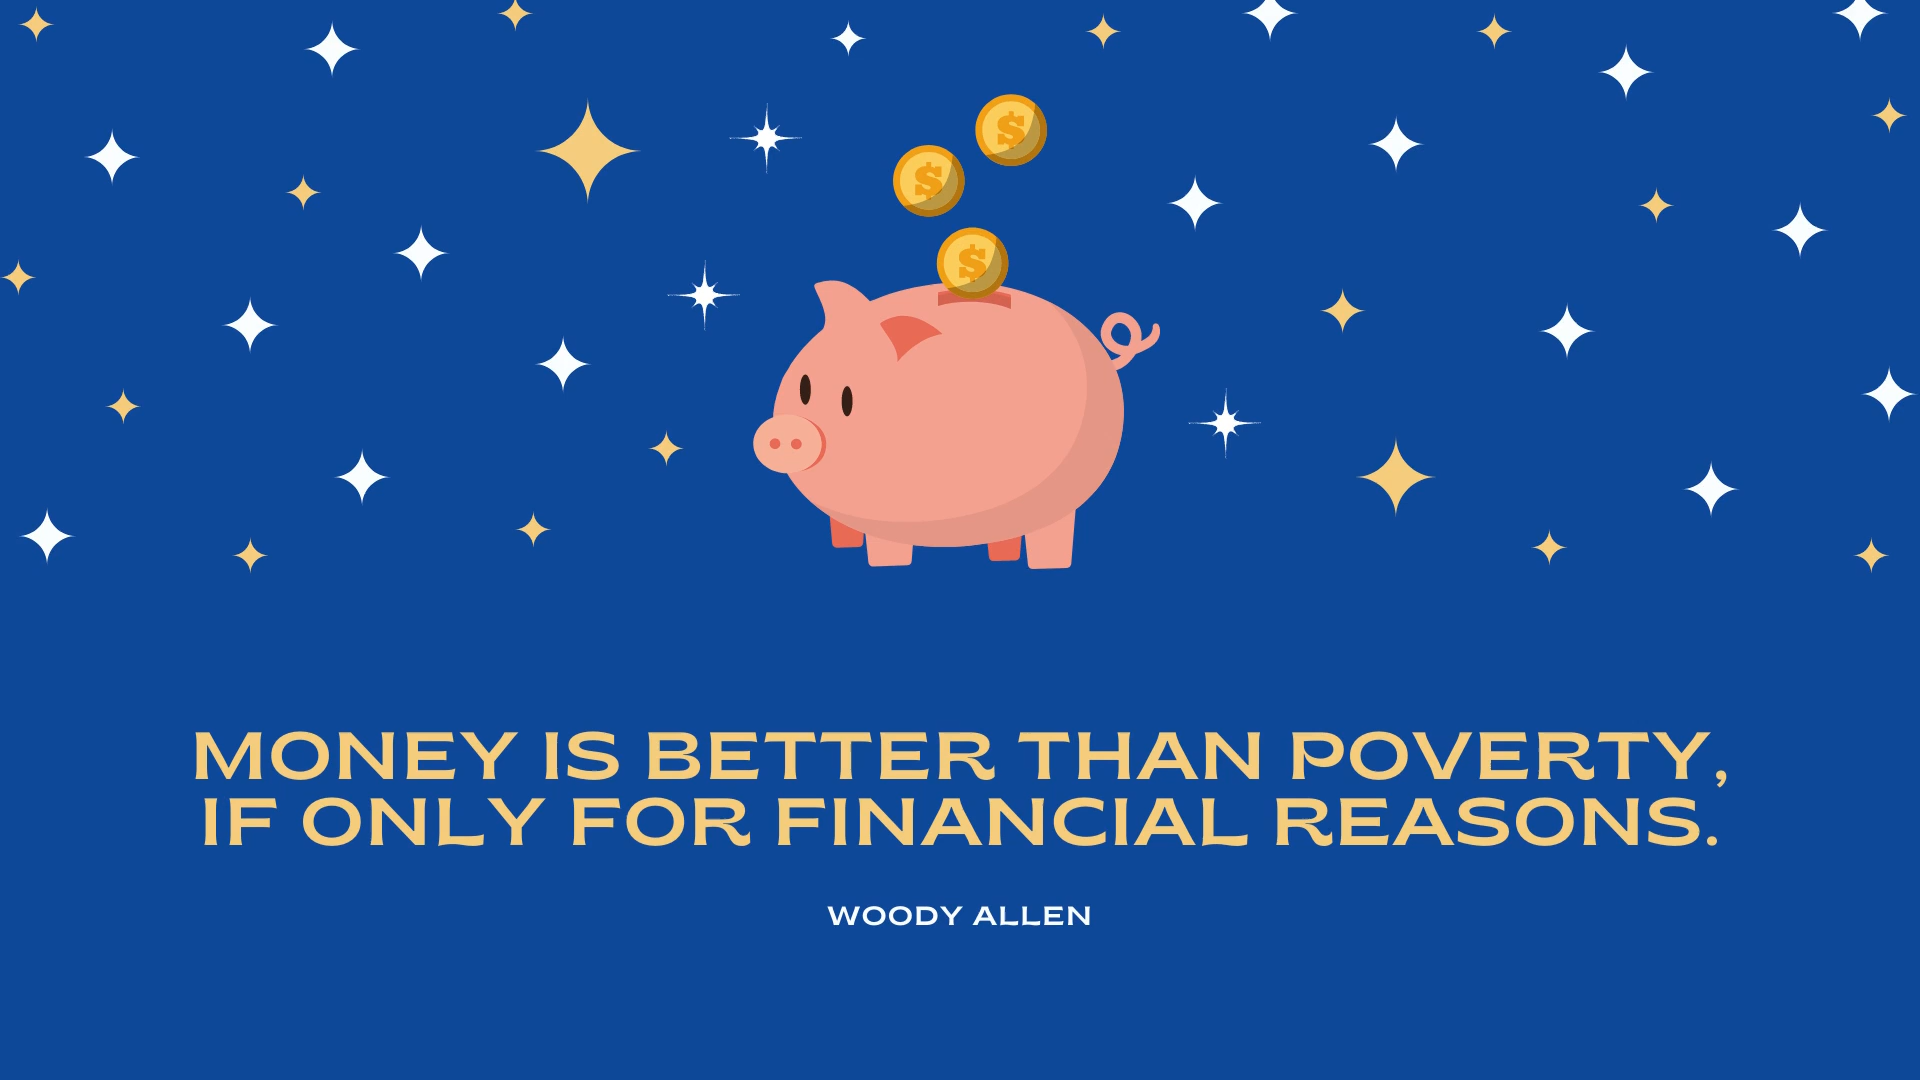 $
$
$
MONEY IS BETTER THAN POVERTY,
IF ONLY FOR FINANCIAL REASONS.
WOODY ALLEN